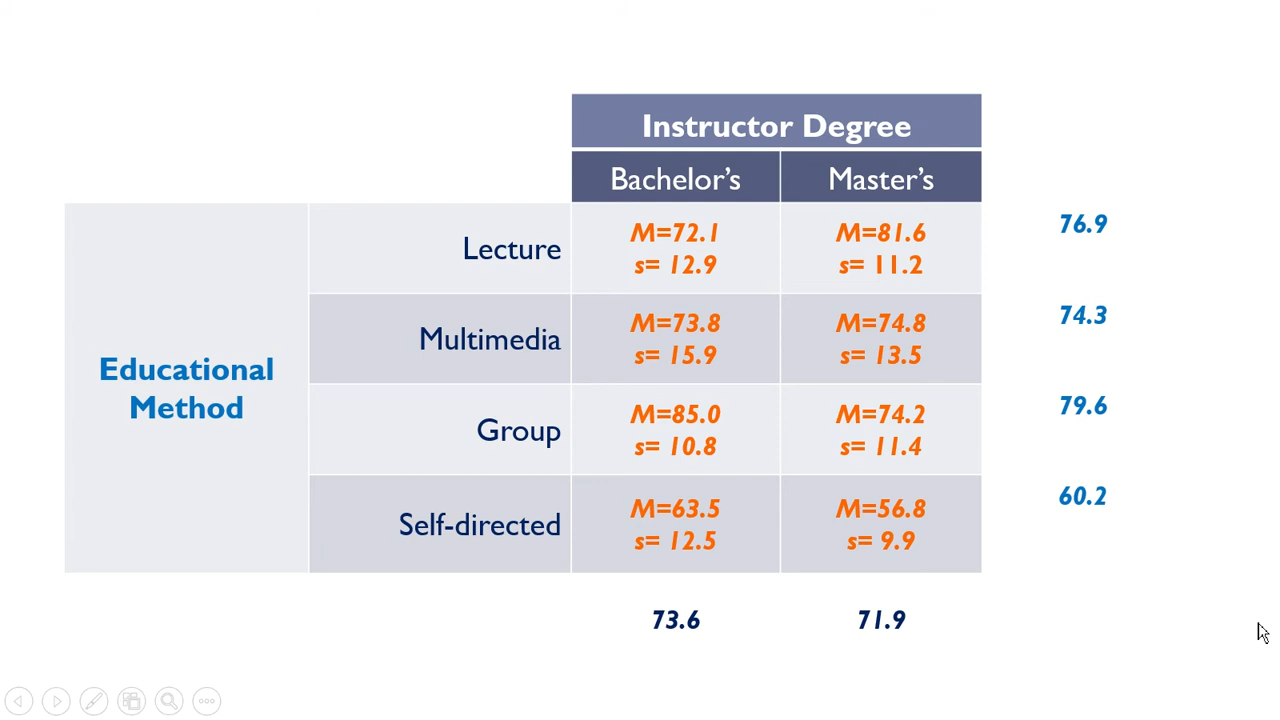 Instructor Degree
Bachelor’s Master’s
Educational
Method
Lecture
M=72.1
s= 12.9
M=81.6
s= 11.2
76.9
Multimedia
M=73.8
s= 15.9
M=74.8
s= 13.5
74.3
Group
M=85.0
s= 10.8
M=74.2
s= 11.4
79.6
Self-directed
M=63.5
s= 12.5
M=56.8
s= 9.9
60.2
73.6 71.9